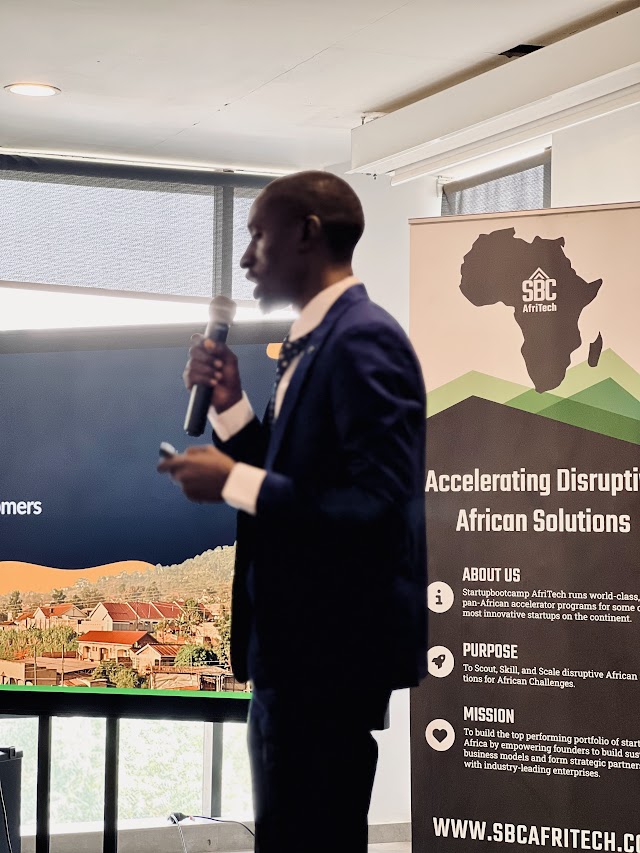 omers
SBC
AfriTech
Accelerating Disrupti
African Solutions
ABOUT US
Startupbootcamp AfriTech runs world-class,
pan-African accelerator programs for some o
most innovative startups on the continent.
PURPOSE
To Scout, Skill, and Scale disruptive African
tions for African Challenges.
MISSION
To build the top performing portfolio of start
Africa by empowering founders to build sus
business models and form strategic partne
with industry-leading enterprises.
WWW.SBCAFRITECH.CO